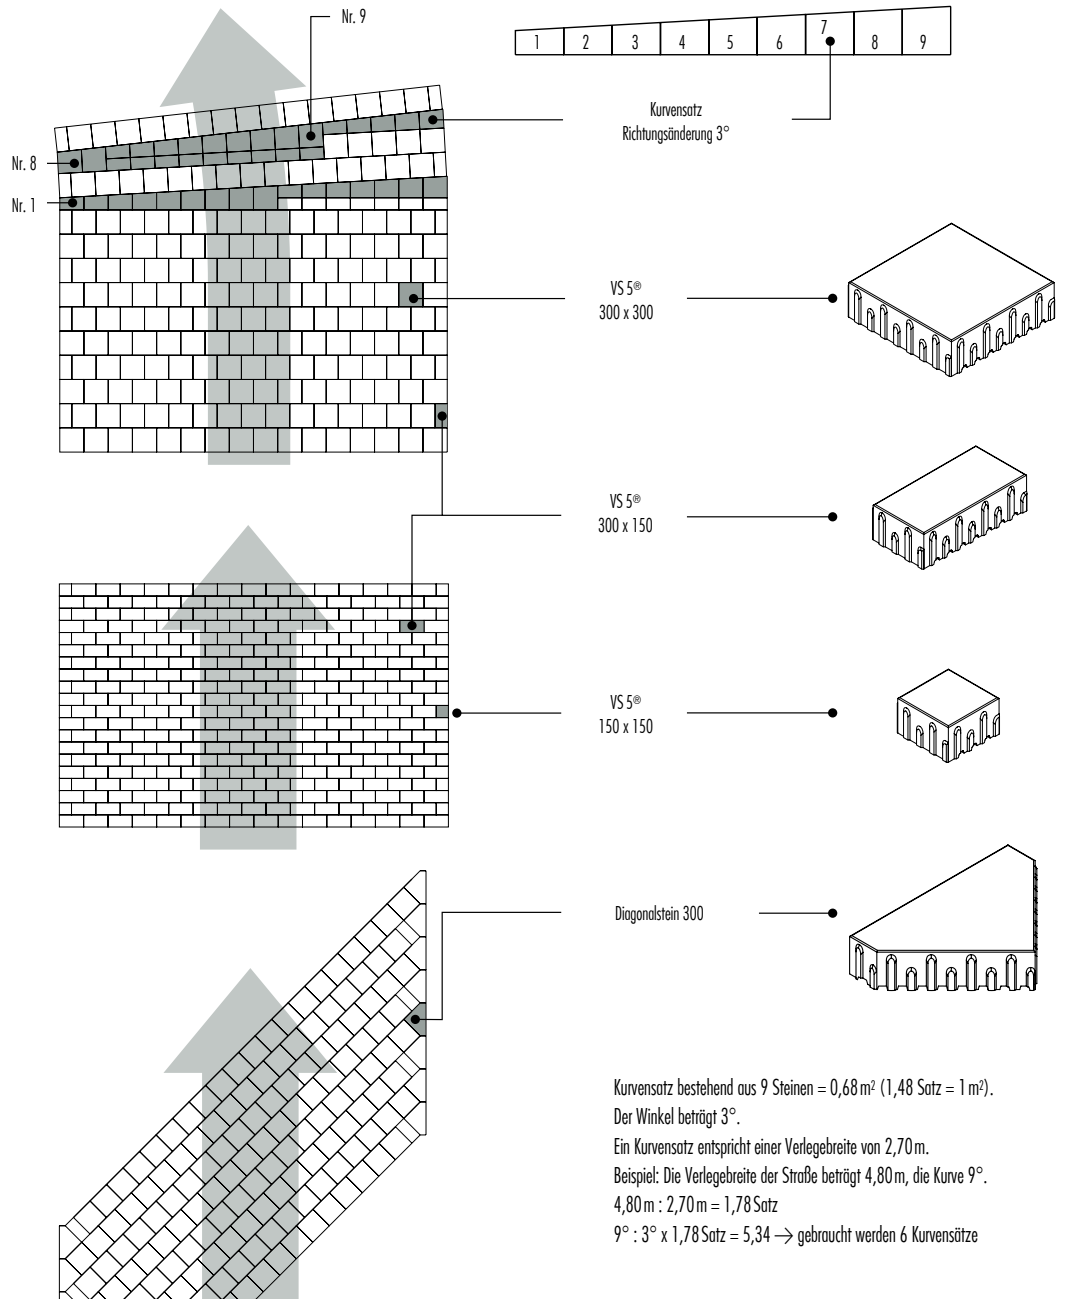 Nr. 9
1 2 3 4 5 6 7 8 9
Kurvensatz
Richtungsänderung 3°
Nr. 8
Nr. 1
VS 5®
300 x 300
VS 5®
300 x 150
VS 5®
150 x 150
Diagonalstein 300
Kurvensatz bestehend aus 9 Steinen = 0,68 m² (1,48 Satz = 1 m²).
Der Winkel beträgt 3°.
Ein Kurvensatz entspricht einer Verlegebreite von 2,70 m.
Beispiel: Die Verlegebreite der Straße beträgt 4,80 m, die Kurve 9°.
4,80 m : 2,70 m = 1,78 Satz
9° : 3° x 1,78 Satz = 5,34 → gebraucht werden 6 Kurvensätze